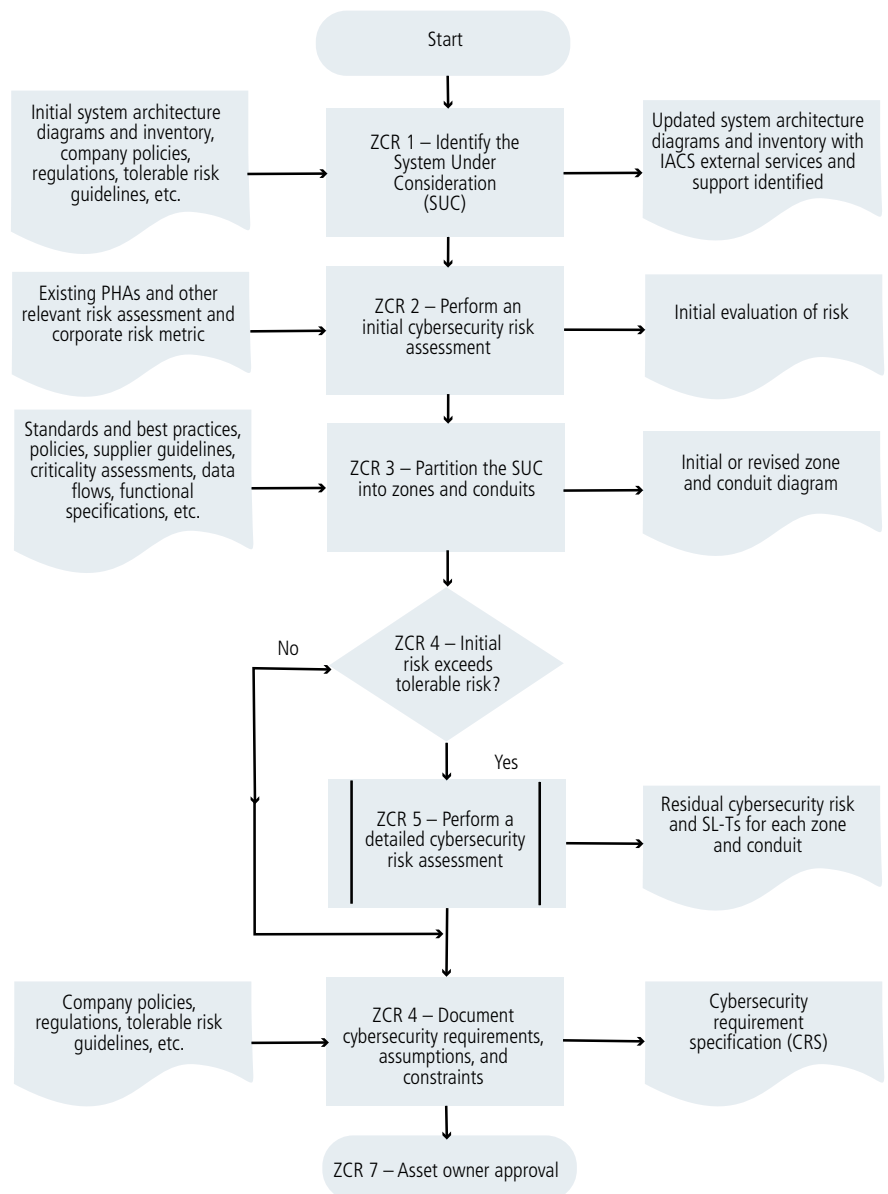 Start
Initial system architecture
diagrams and inventory,
company policies,
regulations, tolerable risk
guidelines, etc.
ZCR 1 – Identify the
System Under
Consideration
(SUC)
Updated system architecture
diagrams and inventory with
IACS external services and
support identified
Existing PHAs and other
relevant risk assessment and
corporate risk metric
ZCR 2 – Perform an
initial cybersecurity risk
assessment
Initial evaluation of risk
Standards and best practices,
policies, supplier guidelines,
criticality assessments, data
flows, functional
specifications, etc.
ZCR 3 – Partition the SUC
into zones and conduits
Initial or revised zone
and conduit diagram
ZCR 4 – Initial
risk exceeds
tolerable risk?
No
Yes
ZCR 5 – Perform a
detailed cybersecurity
risk assessment
Residual cybersecurity risk
and SL-Ts for each zone
and conduit
Company policies,
regulations, tolerable risk
guidelines, etc.
ZCR 4 – Document
cybersecurity requirements,
assumptions, and
constraints
Cybersecurity
requirement
specification (CRS)
ZCR 7 – Asset owner approval